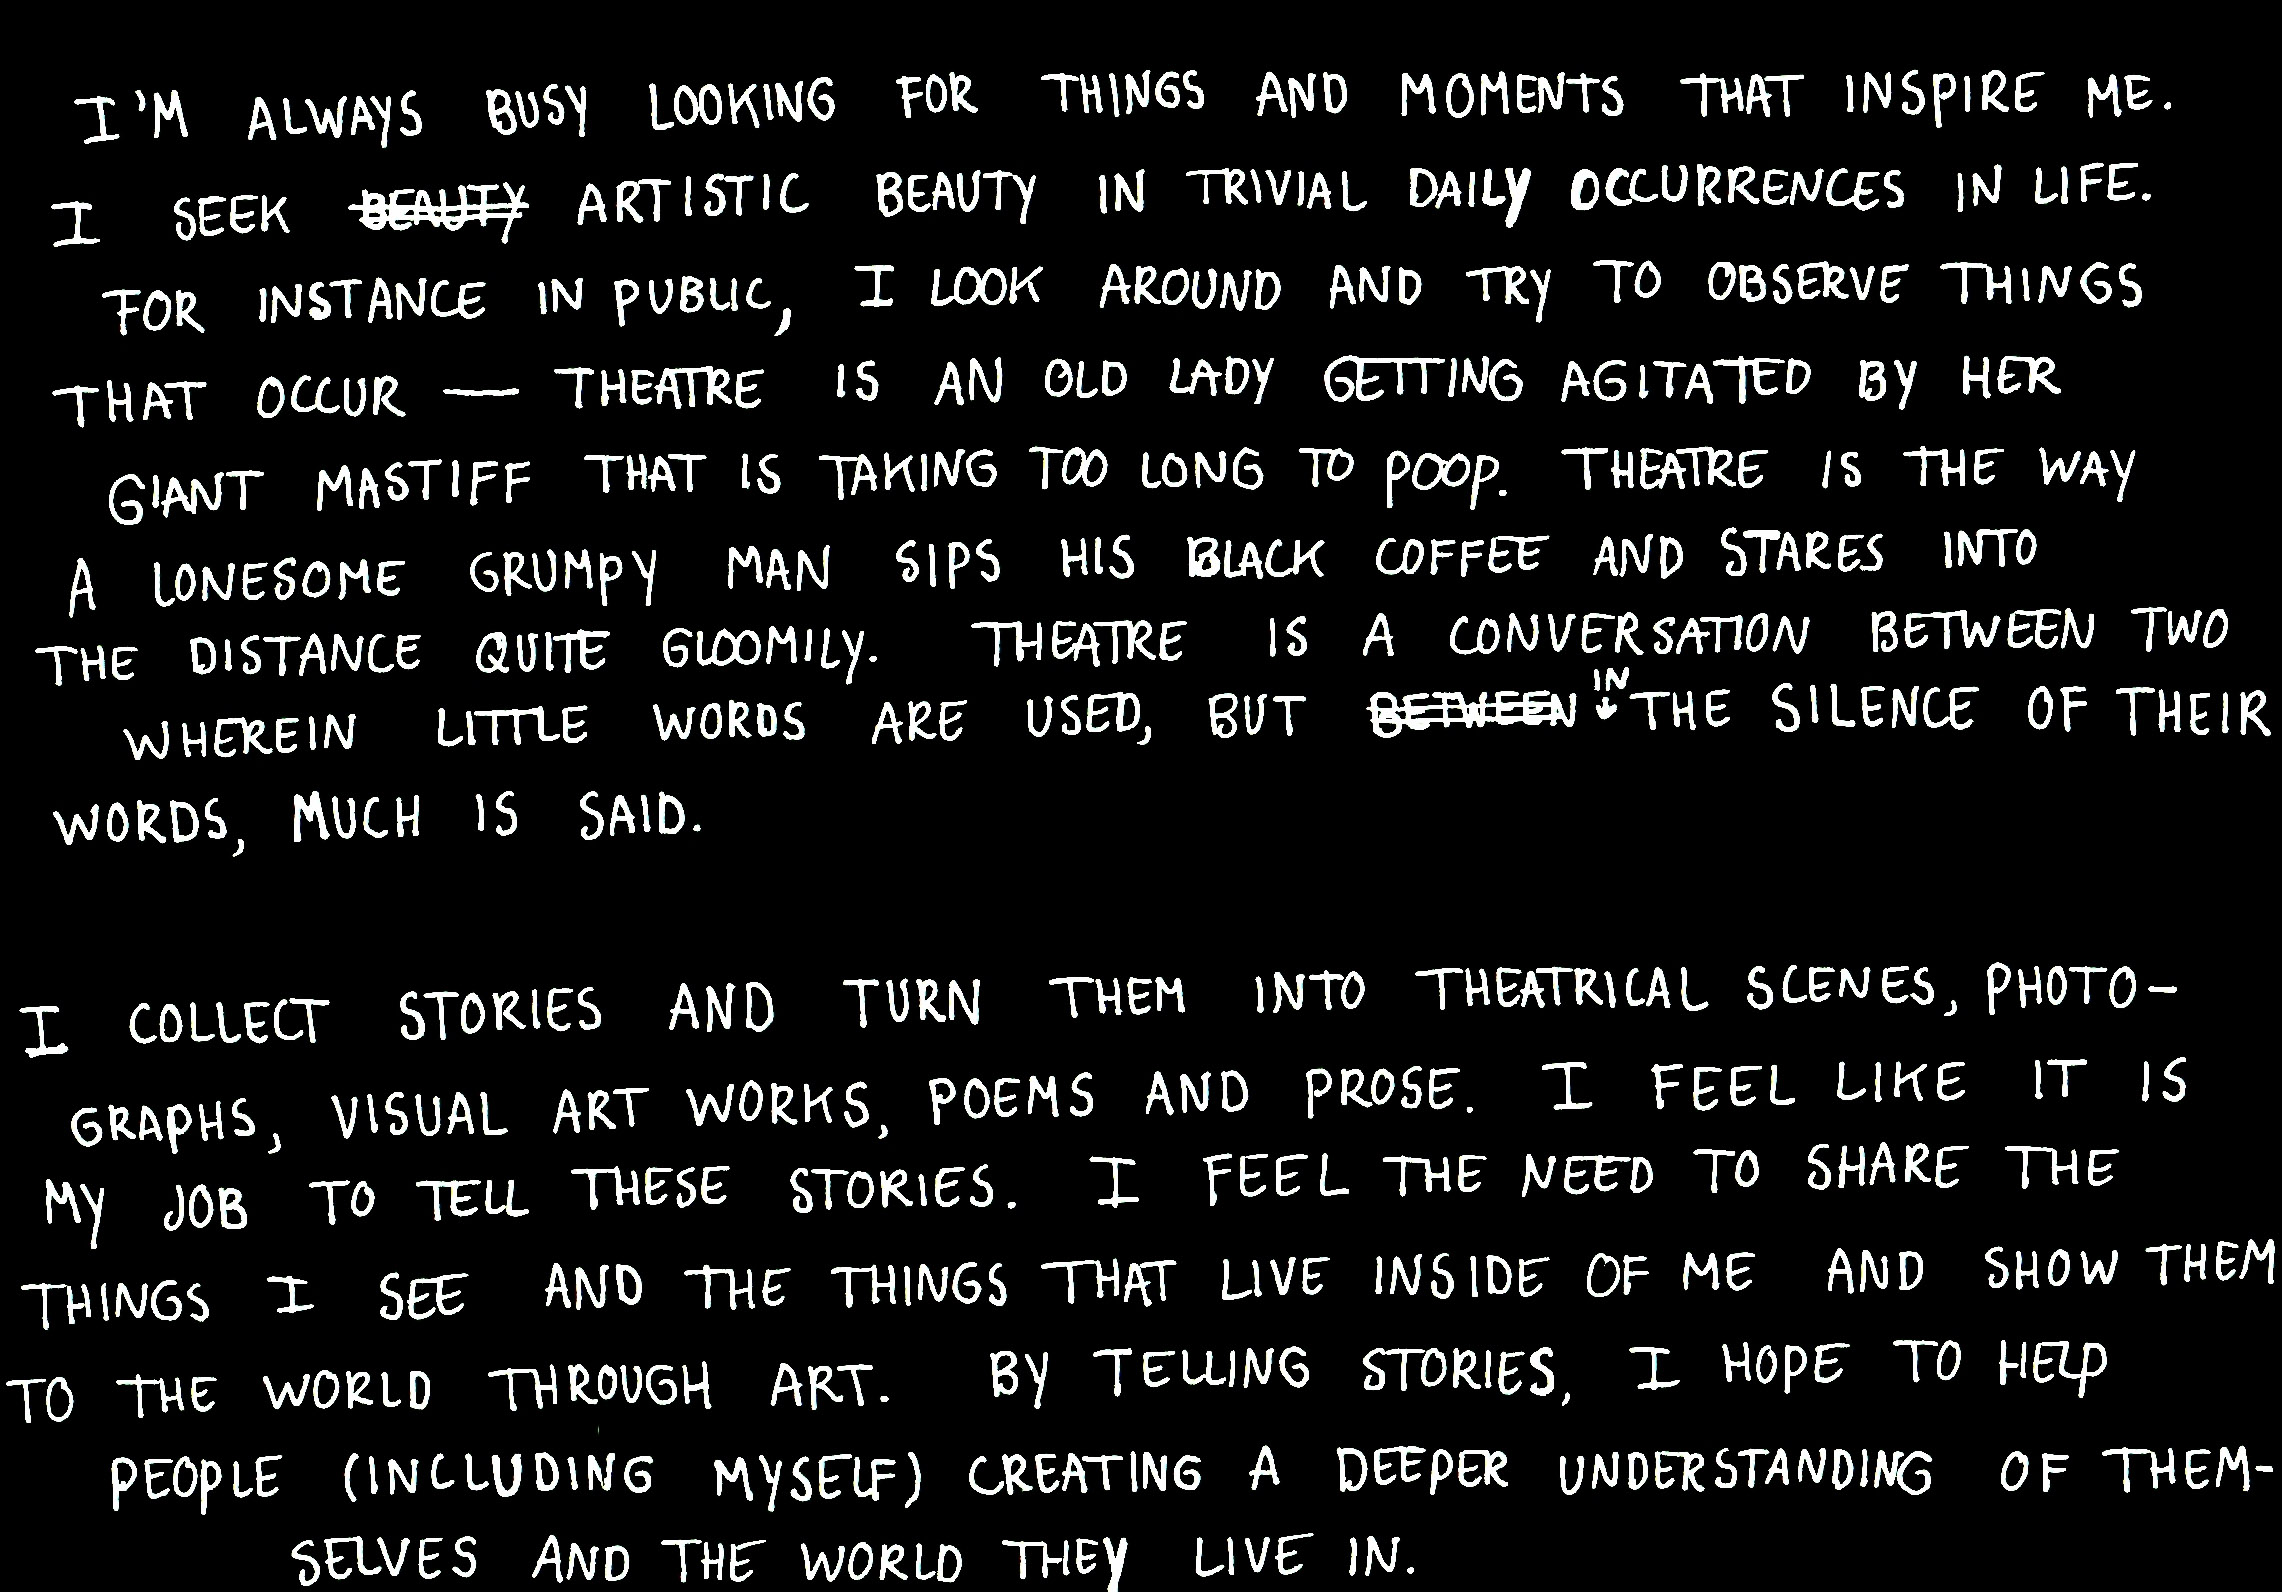 I'M ALWAYS BUSY LOOKING FOR THINGS AND MOMENTS THAT INSPIRE ME.
I SEEK BEAUTY ARTISTIC BEAUTY IN TRIVIAL DAILY OCCURRENCES IN LIFE.
FOR INSTANCE IN PUBLIC, I LOOK AROUND AND TRY TO OBSERVE THINGS
THAT OCCUR — THEATRE IS AN OLD LADY GETTING AGITATED BY HER
GIANT MASTIFF THAT IS TAKING TOO LONG TO POOP. THEATRE IS THE WAY
A LONESOME GRUMPY MAN SIPS HIS BLACK COFFEE AND STARES INTO
THE DISTANCE QUITE GLOOMILY. THEATRE IS A CONVERSATION BETWEEN TWO
WHEREIN LITTLE WORDS ARE USED, BUT BETWEEN IN THE SILENCE OF THEIR
WORDS, MUCH IS SAID.
I COLLECT STORIES AND TURN THEM INTO THEATRICAL SCENES, PHOTO-
GRAPHS, VISUAL ART WORKS, POEMS AND PROSE. I FEEL LIKE IT IS
MY JOB TO TELL THESE STORIES. I FEEL THE NEED TO SHARE THE
THINGS I SEE AND THE THINGS THAT LIVE INSIDE OF ME AND SHOW THEM
TO THE WORLD THROUGH ART. BY TELLING STORIES, I HOPE TO HELP
PEOPLE (INCLUDING MYSELF) CREATING A DEEPER UNDERSTANDING OF THEM-
SELVES AND THE WORLD THEY LIVE IN.